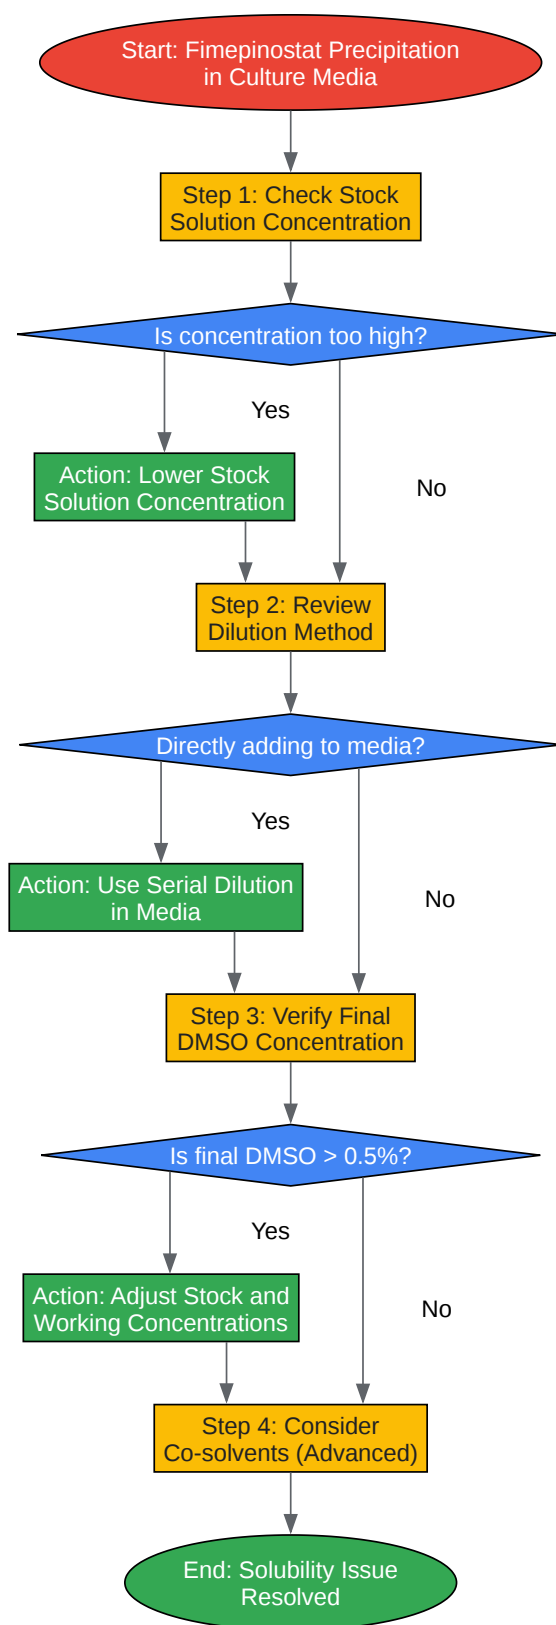 Start: Fimepinostat Precipitation
in Culture Media
Step 1: Check Stock
Solution Concentration
Is concentration too high?
Yes
Action: Lower Stock
Solution Concentration
No
Step 2: Review
Dilution Method
Directly adding to media?
Yes
Action: Use Serial Dilution
in Media
No
Step 3: Verify Final
DMSO Concentration
Is final DMSO > 0.5%?
Yes
Action: Adjust Stock and
Working Concentrations
No
Step 4: Consider
Co-solvents (Advanced)
End: Solubility Issue
Resolved